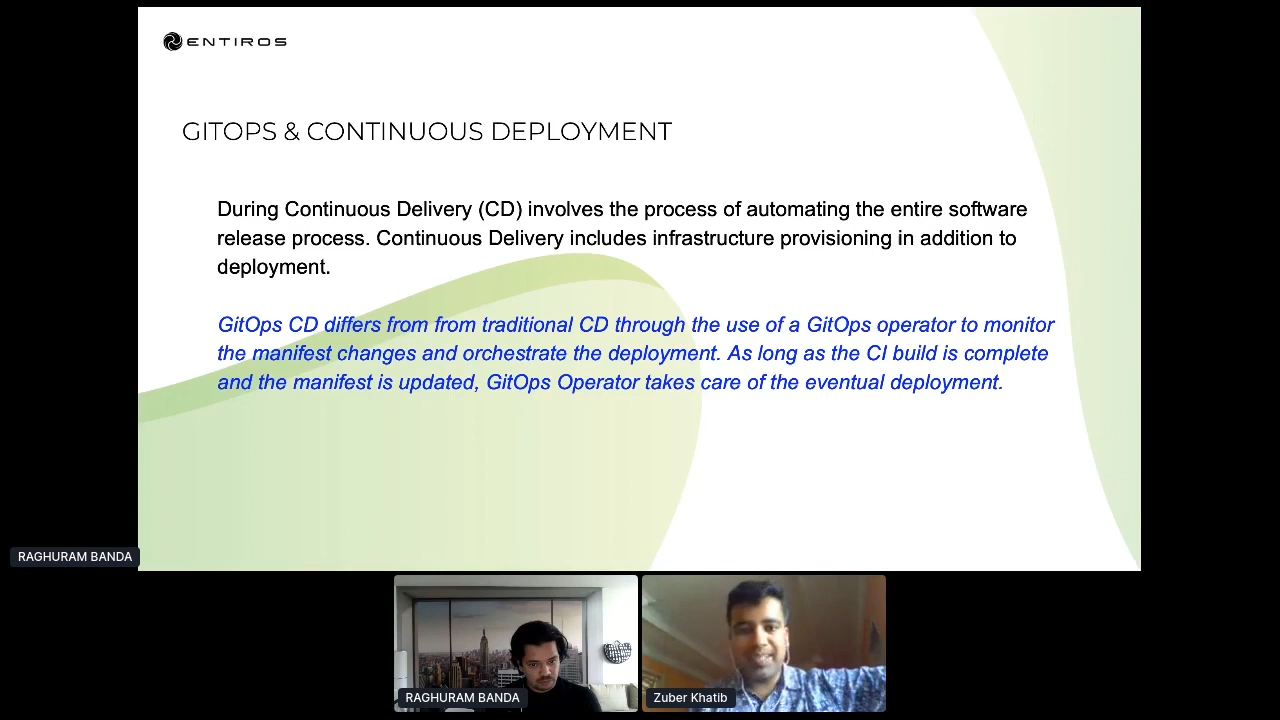 ENTIROS
GITOPS & CONTINUOUS DEPLOYMENT
During Continuous Delivery (CD) involves the process of automating the entire software
release process. Continuous Delivery includes infrastructure provisioning in addition to
deployment.
GitOps CD differs from from traditional CD through the use of a GitOps operator to monitor
the manifest changes and orchestrate the deployment. As long as the CI build is complete
and the manifest is updated, GitOps Operator takes care of the eventual deployment.
RAGHURAM BANDA
RAGHURAM BANDA
Zuber Khatib